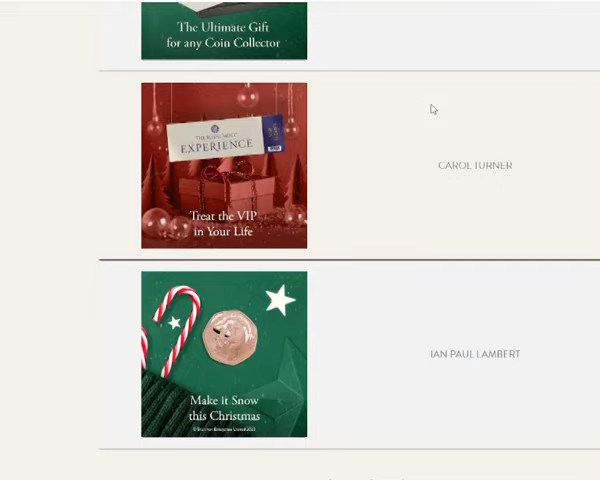 The Ultimate Gift
for any Coin Collector
THE ROYAL MINT
EXPERIENCE
Treat the VIP
in Your Life
CAROL TURNER
Make it Snow
this Christmas
IAN PAUL LAMBERT